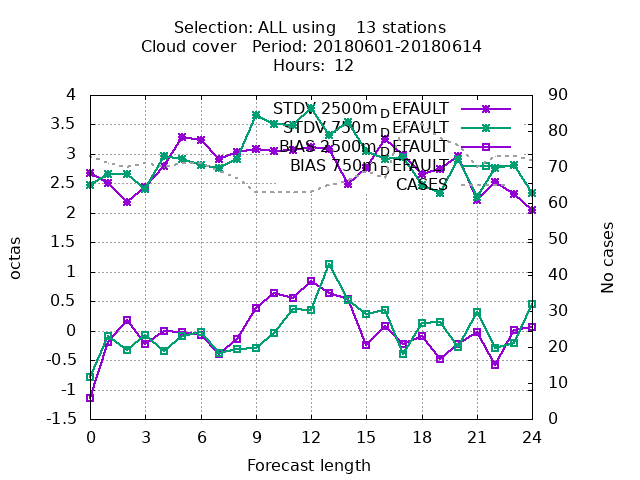 Selection: ALL using    13 stations
Cloud cover   Period: 20180601-20180614
Hours:  12
STDV 2500m_DEFAULT
STDV 750m_DEFAULT
BIAS 2500m_DEFAULT
BIAS 750m_DEFAULT
CASES
4
3.5
3
2.5
2
1.5
1
0.5
0
-0.5
-1
-1.5
octas
90
80
70
60
50
40
30
20
10
0
No cases
0 3 6 9 12 15 18 21 24
Forecast length